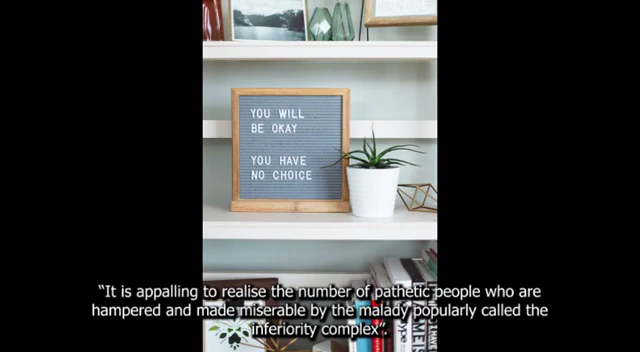 YOU WILL
BE OKAY
YOU HAVE
NO CHOICE
“It is appalling to realise the number of pathetic people who are
hampered and made miserable by the malady popularly called the
inferiority complex”.